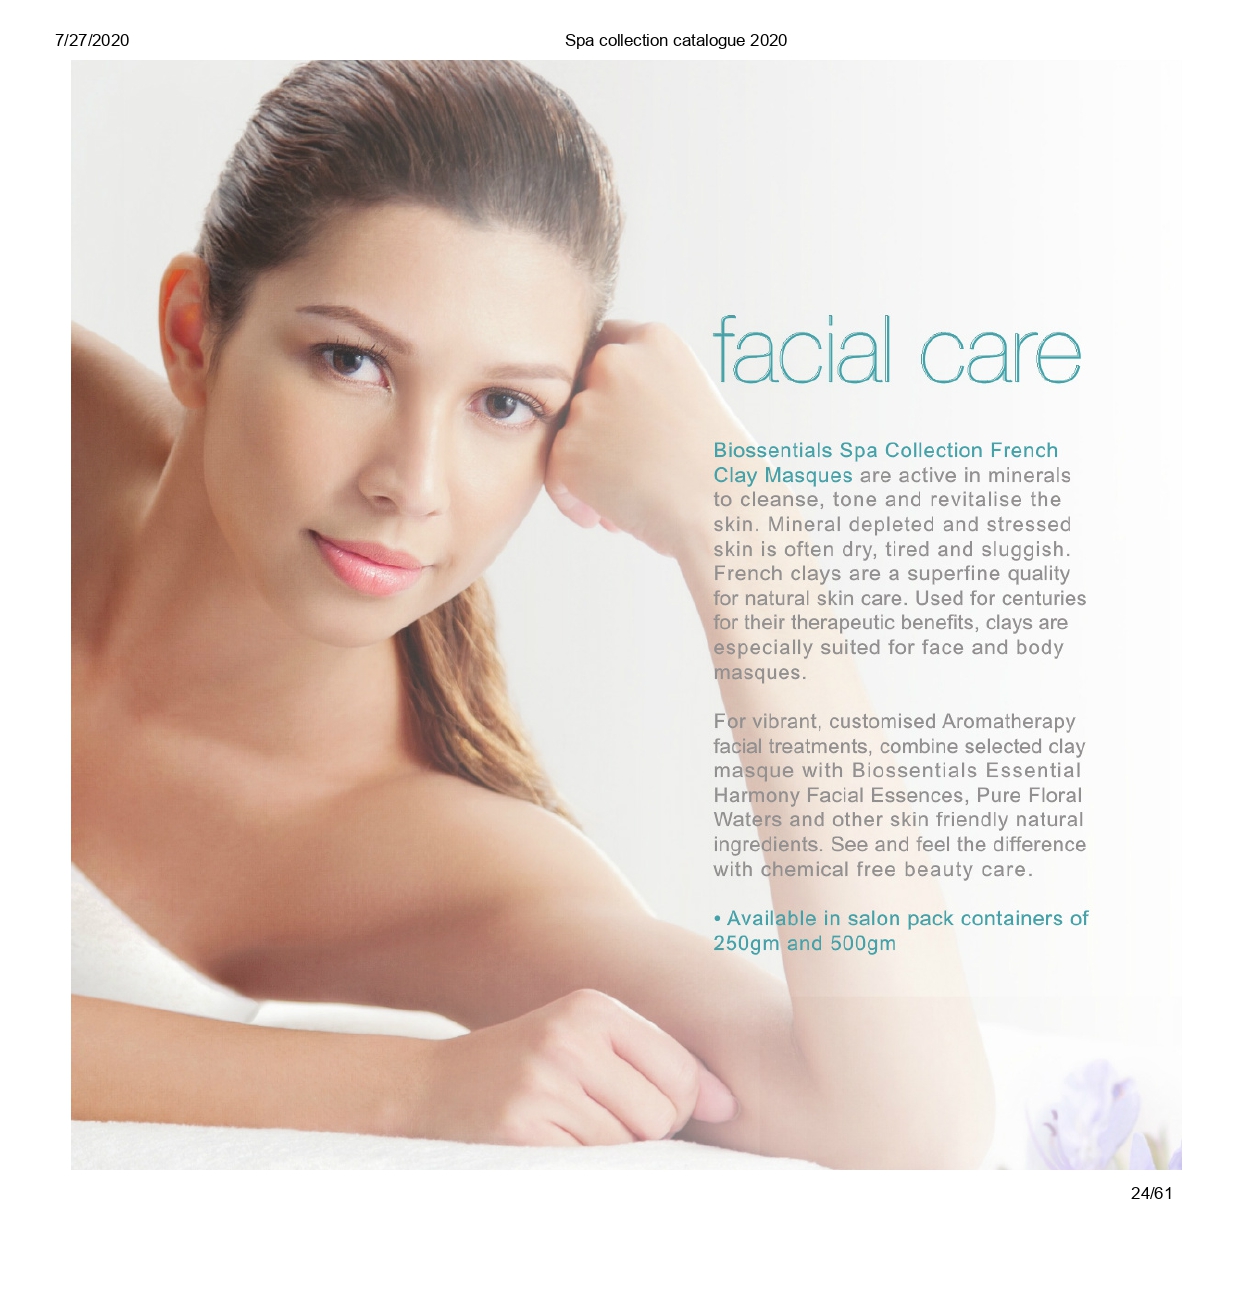 7/27/2020
Spa collection catalogue 2020
facial care
Biossentials Spa Collection French
Clay Masques are active in minerals
to cleanse, tone and revitalise the
skin. Mineral depleted and stressed
skin is often dry, tired and sluggish.
French clays are a superfine quality
for natural skin care. Used for centuries
for their therapeutic benefits, clays are
especially suited for face and body
masques.
For vibrant, customised Aromatherapy
facial treatments, combine selected clay
masque with Biossentials Essential
Harmony Facial Essences, Pure Floral
Waters and other skin friendly natural
ingredients. See and feel the difference
with chemical free beauty care.
• Available in salon pack containers of
250gm and 500gm
24/61